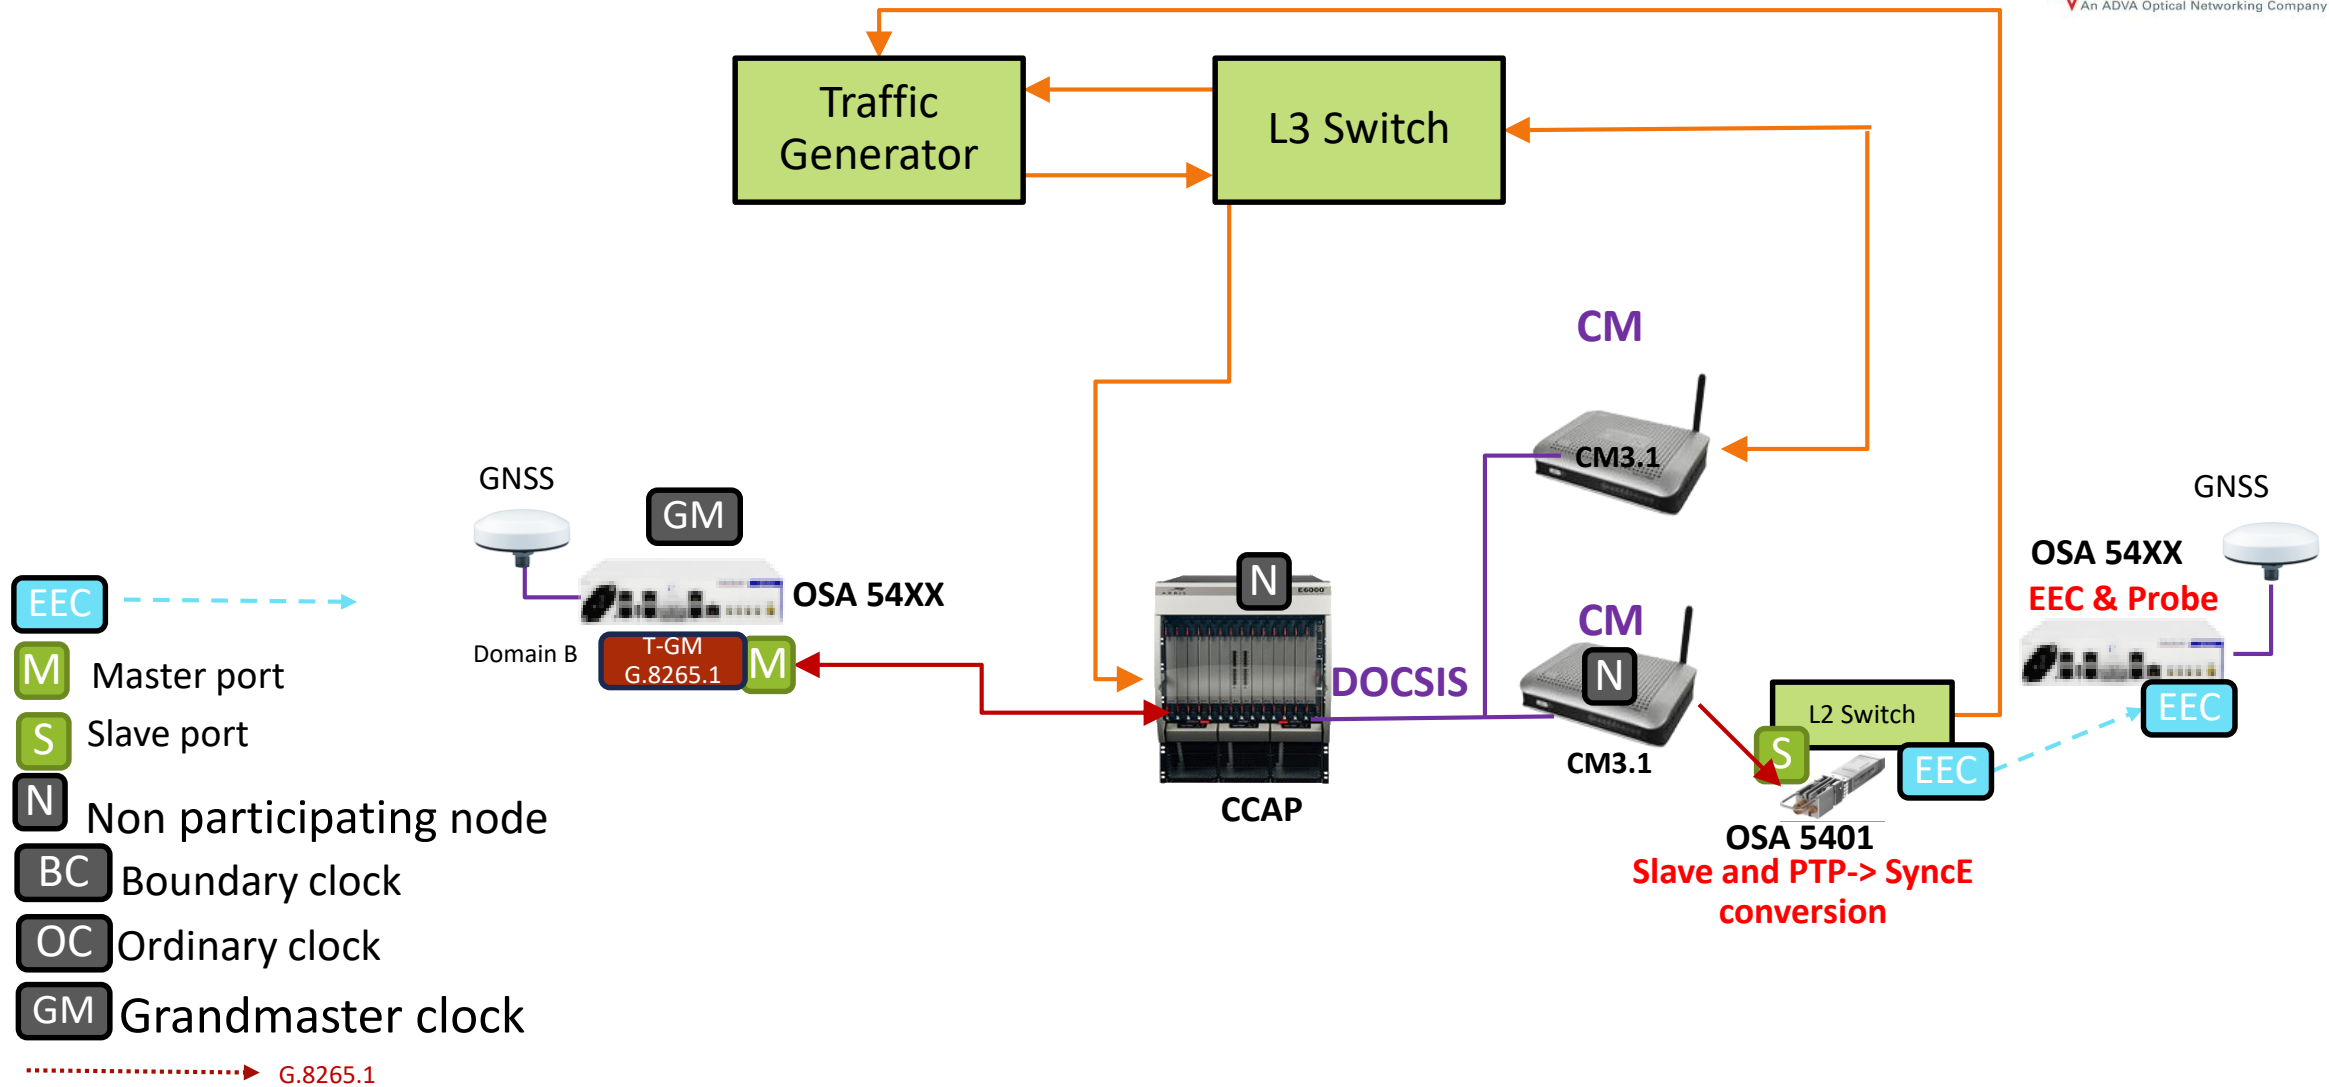 An ADVA Optical Networking Company
Traffic
Generator
L3 Switch
CM
CM3.1
GNSS
GM
OSA 54XX
Domain B
T-GM
G.8265.1
M
N
E6000
CCAP
DOCSIS
CM
N
CM3.1
L2 Switch
S
EEC
OSA 5401
Slave and PTP-> SyncE
conversion
GNSS
OSA 54XX
EEC & Probe
EEC
EEC
M Master port
S Slave port
N Non participating node
BC Boundary clock
OC Ordinary clock
GM Grandmaster clock
G.8265.1